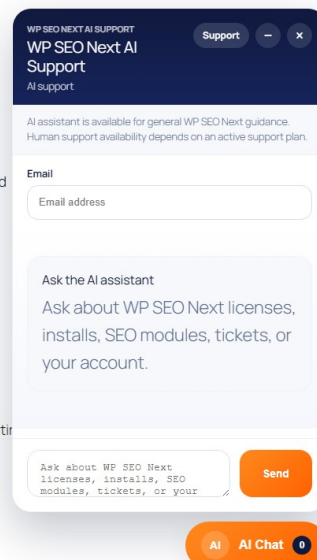 WP SEO NEXT AI SUPPORT
WP SEO Next AI
Support
AI support
Support
–
×
AI assistant is available for general WP SEO Next guidance.
Human support availability depends on an active support plan.
Email
Email address
Ask the AI assistant
Ask about WP SEO Next licenses,
installs, SEO modules, tickets, or
your account.
Ask about WP SEO Next
licenses, installs, SEO
modules, tickets, or your
Send
AI
AI Chat
0